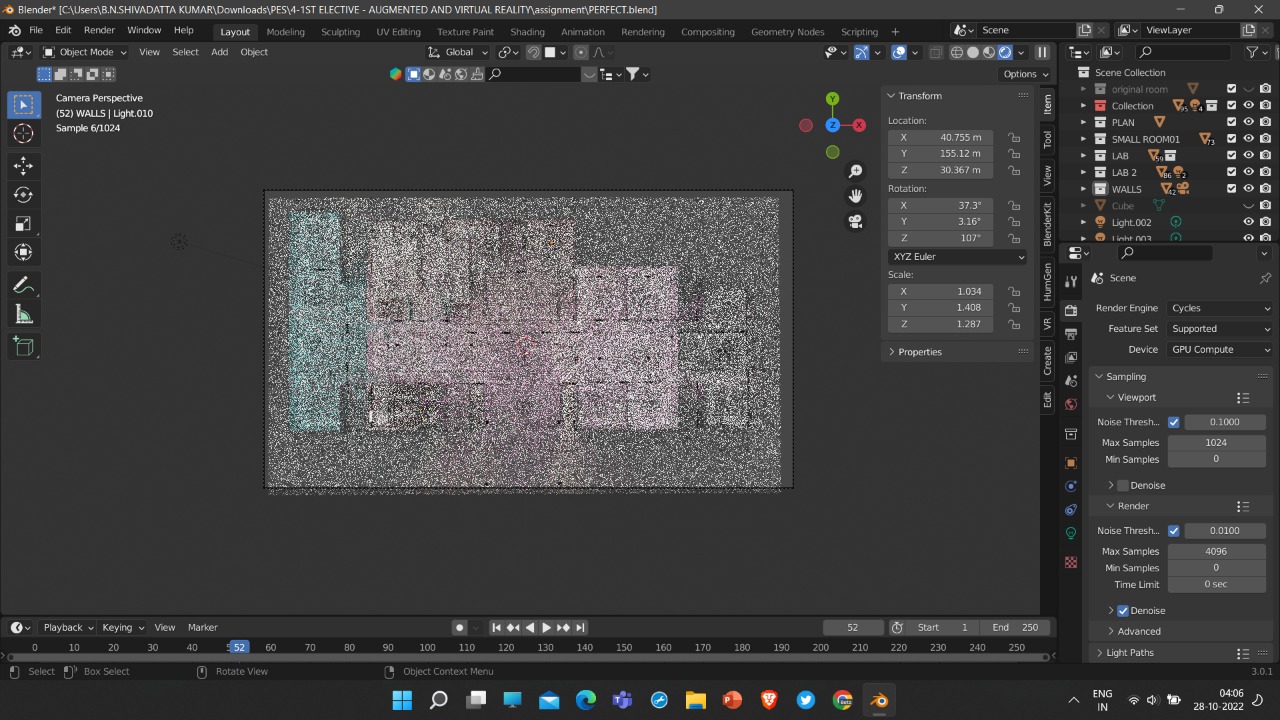 Blender* [C:\Users\B.N.SHIVADATTA KUMAR\Downloads\PES\4-1ST ELECTIVE - AUGMENTED AND VIRTUAL REALITY\assignment\PERFECT.blend]
File Edit Render Window Help Layout Modeling Sculpting UV Editing Texture Paint Shading Animation Rendering Compositing Geometry Nodes Scripting + Scene ViewLayer
Object Mode View Select Add Object Global
Options
Camera Perspective
(52) WALLS | Light.010
Sample 6/1024
Y
Z X
Transform
Location:
X 40.755 m
Y 155.12 m
Z 30.367 m
Rotation:
X 37.3°
Y 3.16°
Z 107°
XYZ Euler
Scale:
X 1.034
Y 1.408
Z 1.287
Properties
Item
Tool
View
BlenderKit
HumGen
VR
Create
Edit
Scene Collection
original room
Collection 95 4
PLAN
SMALL ROOM01 73
LAB 59
LAB 2 86 2
WALLS 42
Cube
Light.002
Light.003
Scene
Render Engine Cycles
Feature Set Supported
Device GPU Compute
Sampling
Viewport
Noise Thresh... 0.1000
Max Samples 1024
Min Samples 0
Denoise
Render
Noise Thresh... 0.0100
Max Samples 4096
Min Samples 0
Time Limit 0 sec
Denoise
Advanced
Light Paths
Playback Keying View Marker 52 Start 1 End 250
0 10 20 30 40 52 60 70 80 90 100 110 120 130 140 150 160 170 180 190 200 210 220 230 240 250
Select Box Select Rotate View Object Context Menu 3.0.1
ENG
IN
04:06
28-10-2022